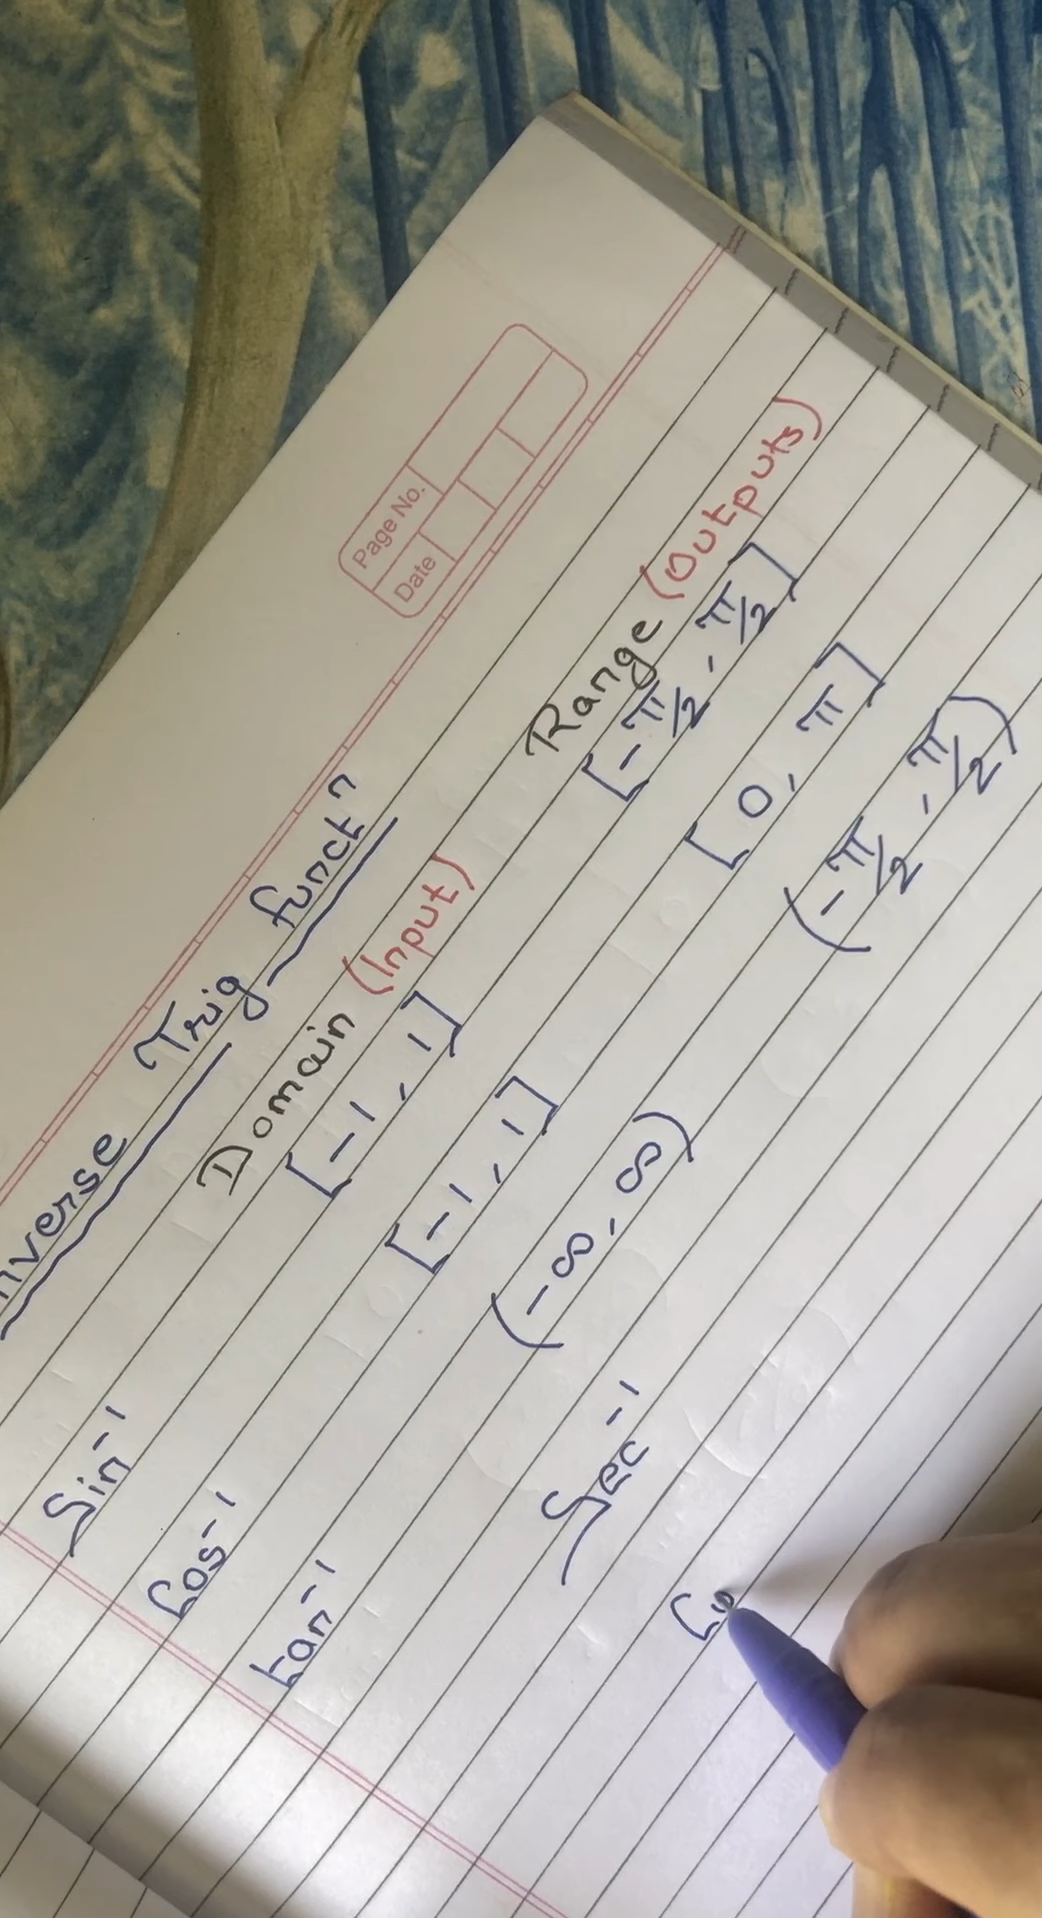 Page No.
Date
nverse Trig functⁿ
Domain (Input) Range (Outputs)
Sin⁻¹ [-1, 1] [-π/2, π/2]
Cos⁻¹ [-1, 1] [0, π]
tan⁻¹ (-∞, ∞) (-π/2, π/2)
Sec⁻¹
Co